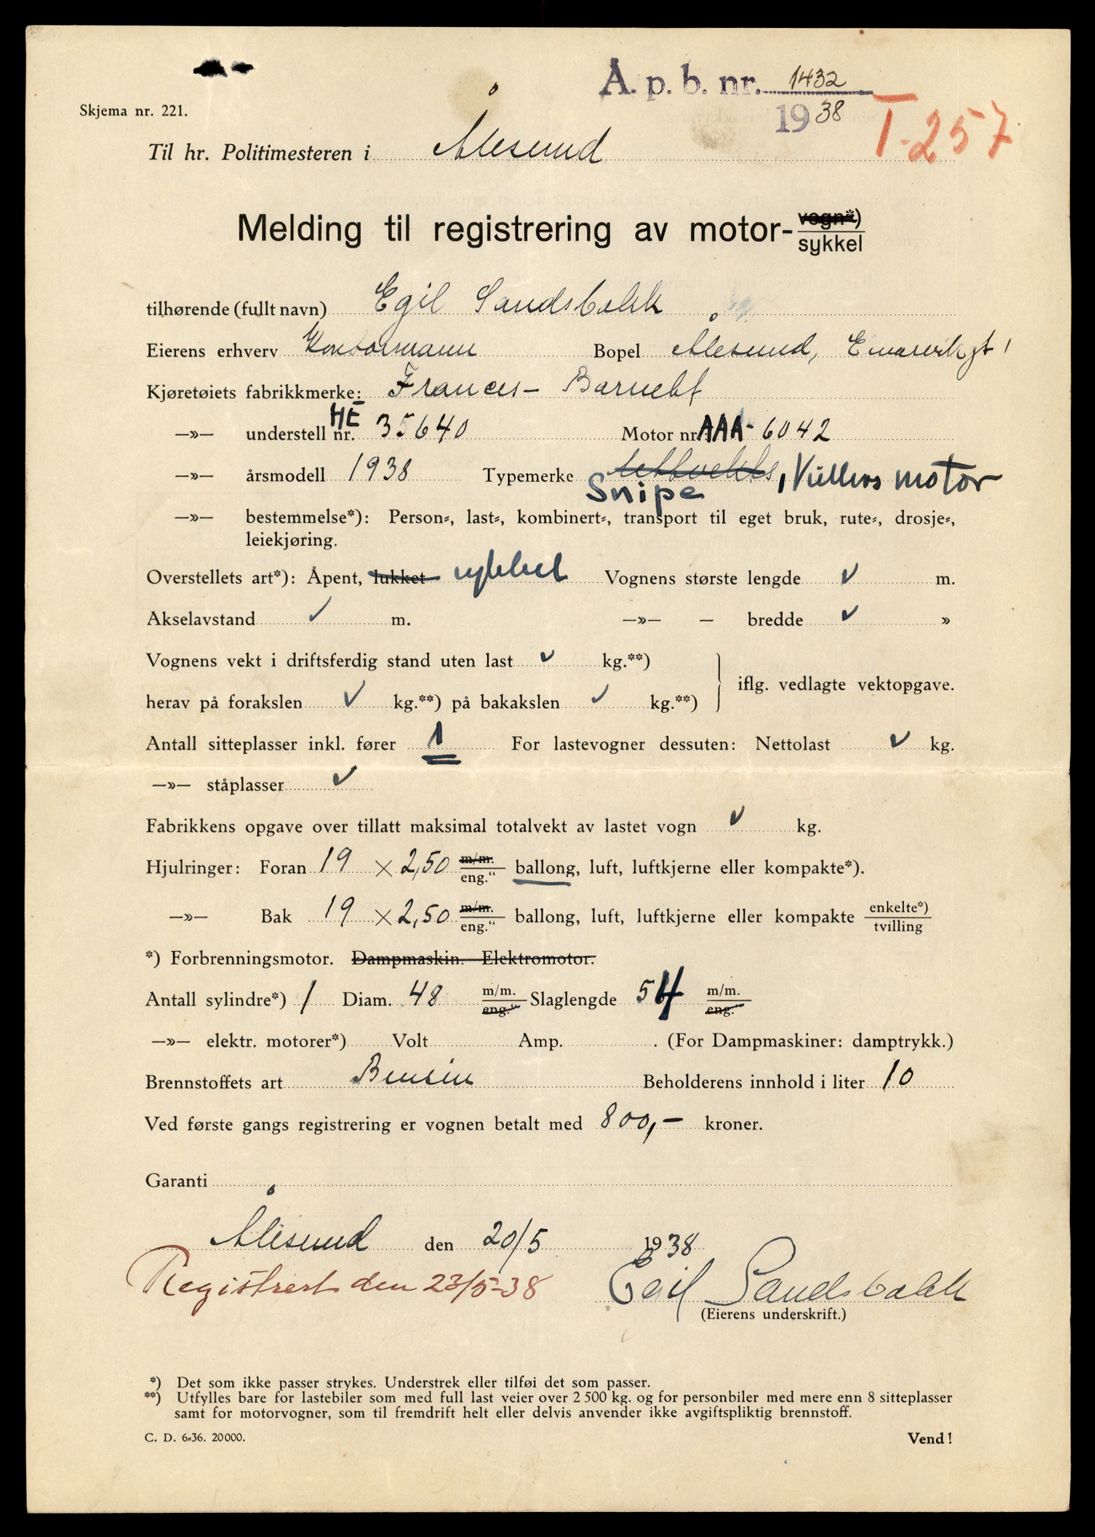 Å. p. b. nr. 1432
1938
T-257
Skjema nr. 221.
Til hr. Politimesteren i Ålesund
Melding til registrering av motor-vogn*)
sykkel
tilhørende (fullt navn) Egil Sandsbakk
Eierens erhverv Kontormann Bopel Ålesund,
Kjøretøiets fabrikkmerke: Frances-Barnett
—»— understell nr. HE 35640 Motor nr. AAA-6042
—»— årsmodell 1938 Typemerke lettvekts, Villiers motor
Snipe
—»— bestemmelse*): Person-, last-, kombinert-, transport til eget bruk, rute-, drosje-,
leiekjøring.
Overstellets art*): Åpent, lukket sykkel Vognens største lengde ✓ m.
Akselavstand ✓ m. —»— — bredde ✓ »
Vognens vekt i driftsferdig stand uten last ✓ kg.**)
iflg. vedlagte vektopgave.
herav på forakslen ✓ kg.**) på bakakslen ✓ kg.**)
Antall sitteplasser inkl. fører 1 For lastevogner dessuten: Nettolast ✓ kg.
—»— ståplasser ✓
Fabrikkens opgave over tillatt maksimal totalvekt av lastet vogn ✓ kg.
Hjulringer: Foran 19 × 2,50 m/m. eng." ballong, luft, luftkjerne eller kompakte*).
—»— Bak 19 × 2,50 m/m. eng." ballong, luft, luftkjerne eller kompakte enkelte*) tvilling
*) Forbrenningsmotor. Dampmaskin. Elektromotor.
Antall sylindre*) 1 Diam. 48 m/m. eng." Slaglengde 54 m/m. eng."
—»— elektr. motorer*) Volt Amp. . (For Dampmaskiner: damptrykk.)
Brennstoffets art Bensin Beholderens innhold i liter 10
Ved første gangs registrering er vognen betalt med 800,- kroner.
Garanti
Ålesund den 20/5 1938
Registrert den 23/5-38 Egil Sandsbakk
(Eierens underskrift.)
*) Det som ikke passer strykes. Understrek eller tilføi det som passer.
**) Utfylles bare for lastebiler som med full last veier over 2 500 kg. og for personbiler med mere enn 8 sitteplasser
samt for motorvogner, som til fremdrift helt eller delvis anvender ikke avgiftspliktig brennstoff.
C. D. 6-36. 20000.
Vend!